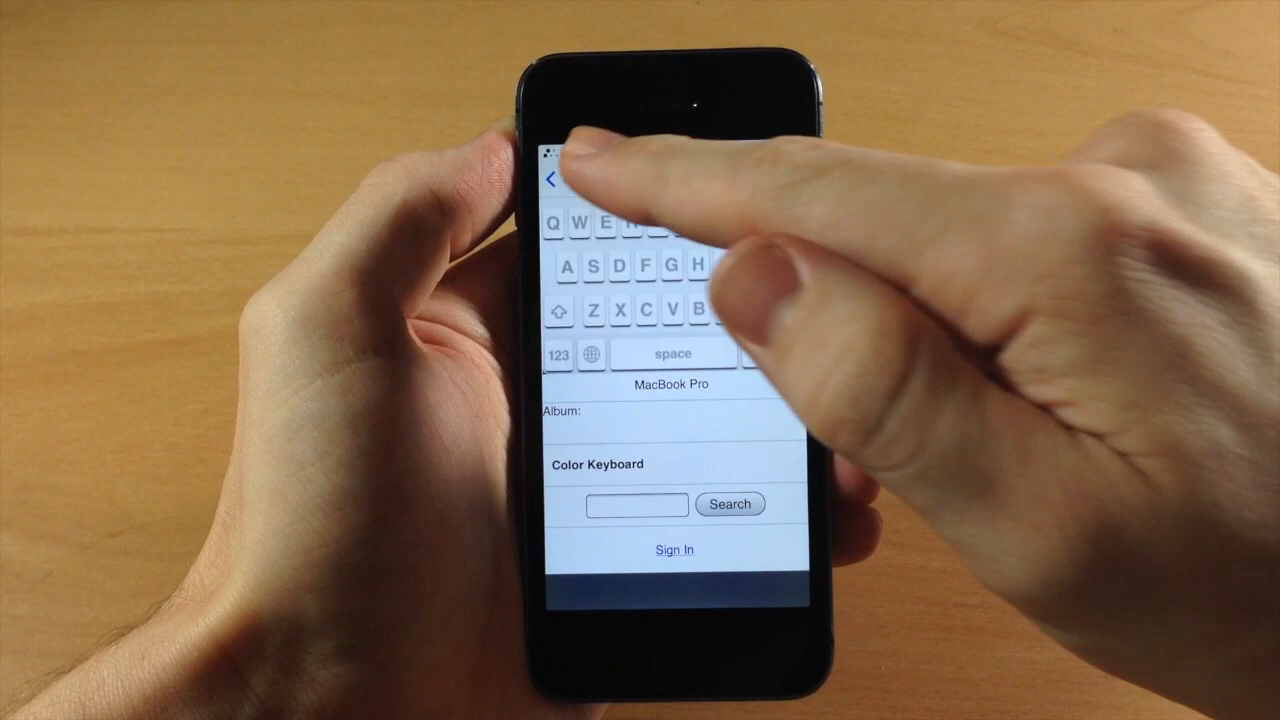 Q W E
A S D F G H
Z X C V B
123 space
MacBook Pro
Album:
Color Keyboard
Search
Sign In